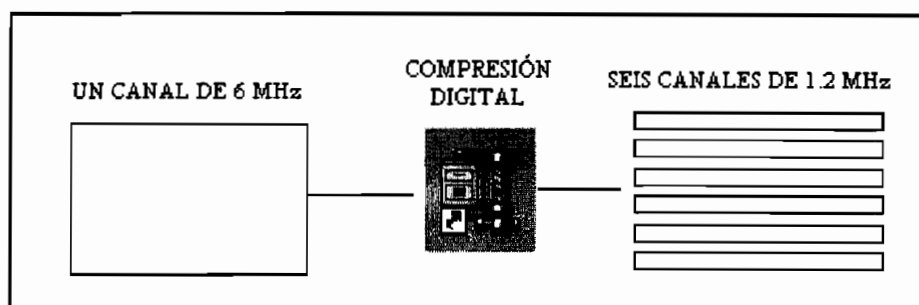 UN CANAL DE 6 MHz
COMPRESIÓN
DIGITAL
SEIS CANALES DE 1.2 MHz